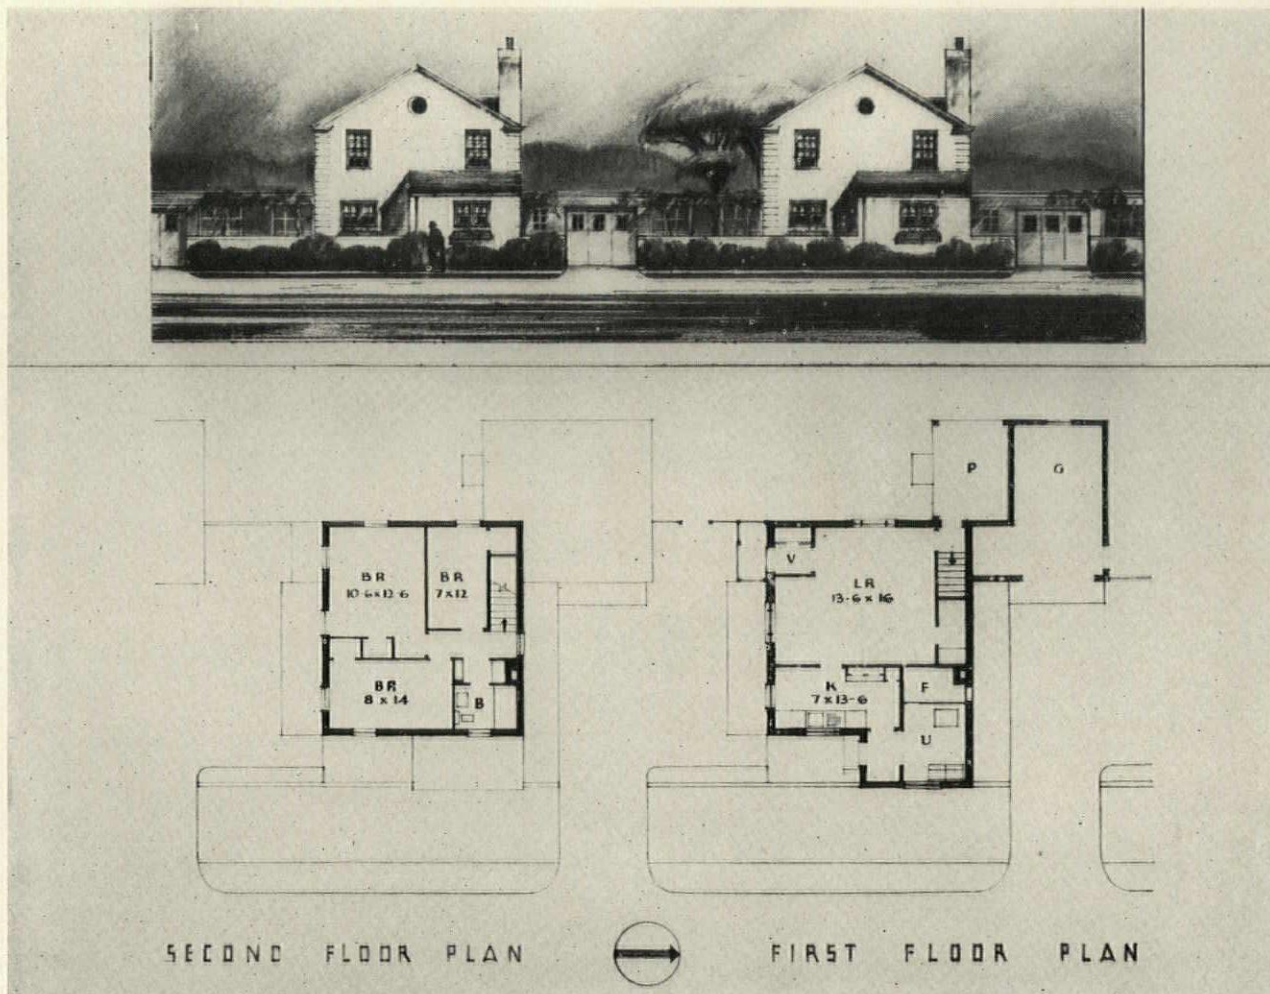 BR
10-6 x 12-6
BR
7 x 12
BR
8 x 14
B
P
G
V
LR
13-6 x 16
K
7 x 13-6
F
U
SECOND FLOOR PLAN
FIRST FLOOR PLAN